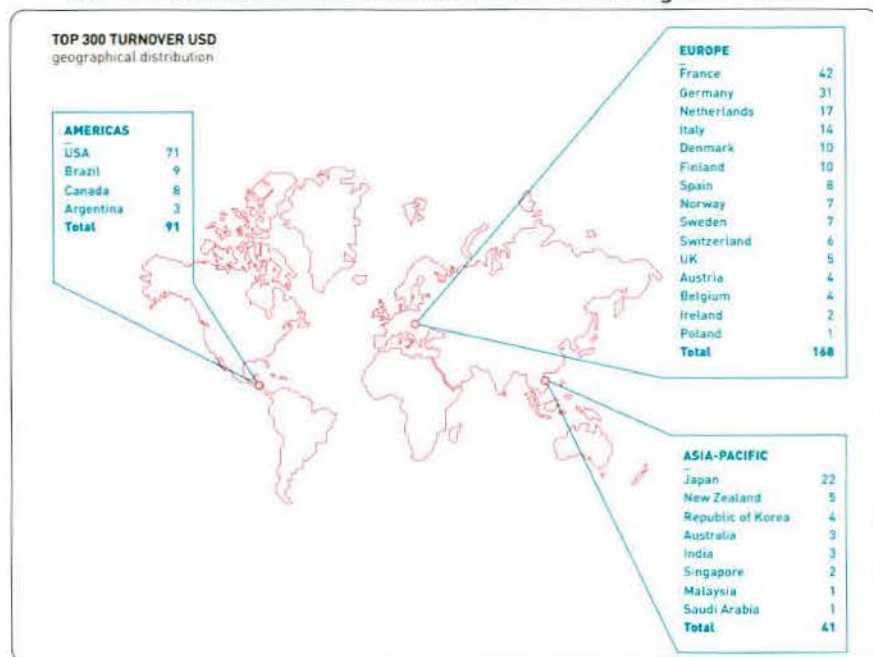 TOP 300 TURNOVER USD
geographical distribution
AMERICAS
USA 71
Brazil 9
Canada 8
Argentina 3
Total 91
EUROPE
France 42
Germany 31
Netherlands 17
Italy 14
Denmark 10
Finland 10
Spain 8
Norway 7
Sweden 7
Switzerland 6
UK 5
Austria 4
Belgium 4
Ireland 2
Poland 1
Total 168
ASIA-PACIFIC
Japan 22
New Zealand 5
Republic of Korea 4
Australia 3
India 3
Singapore 2
Malaysia 1
Saudi Arabia 1
Total 41